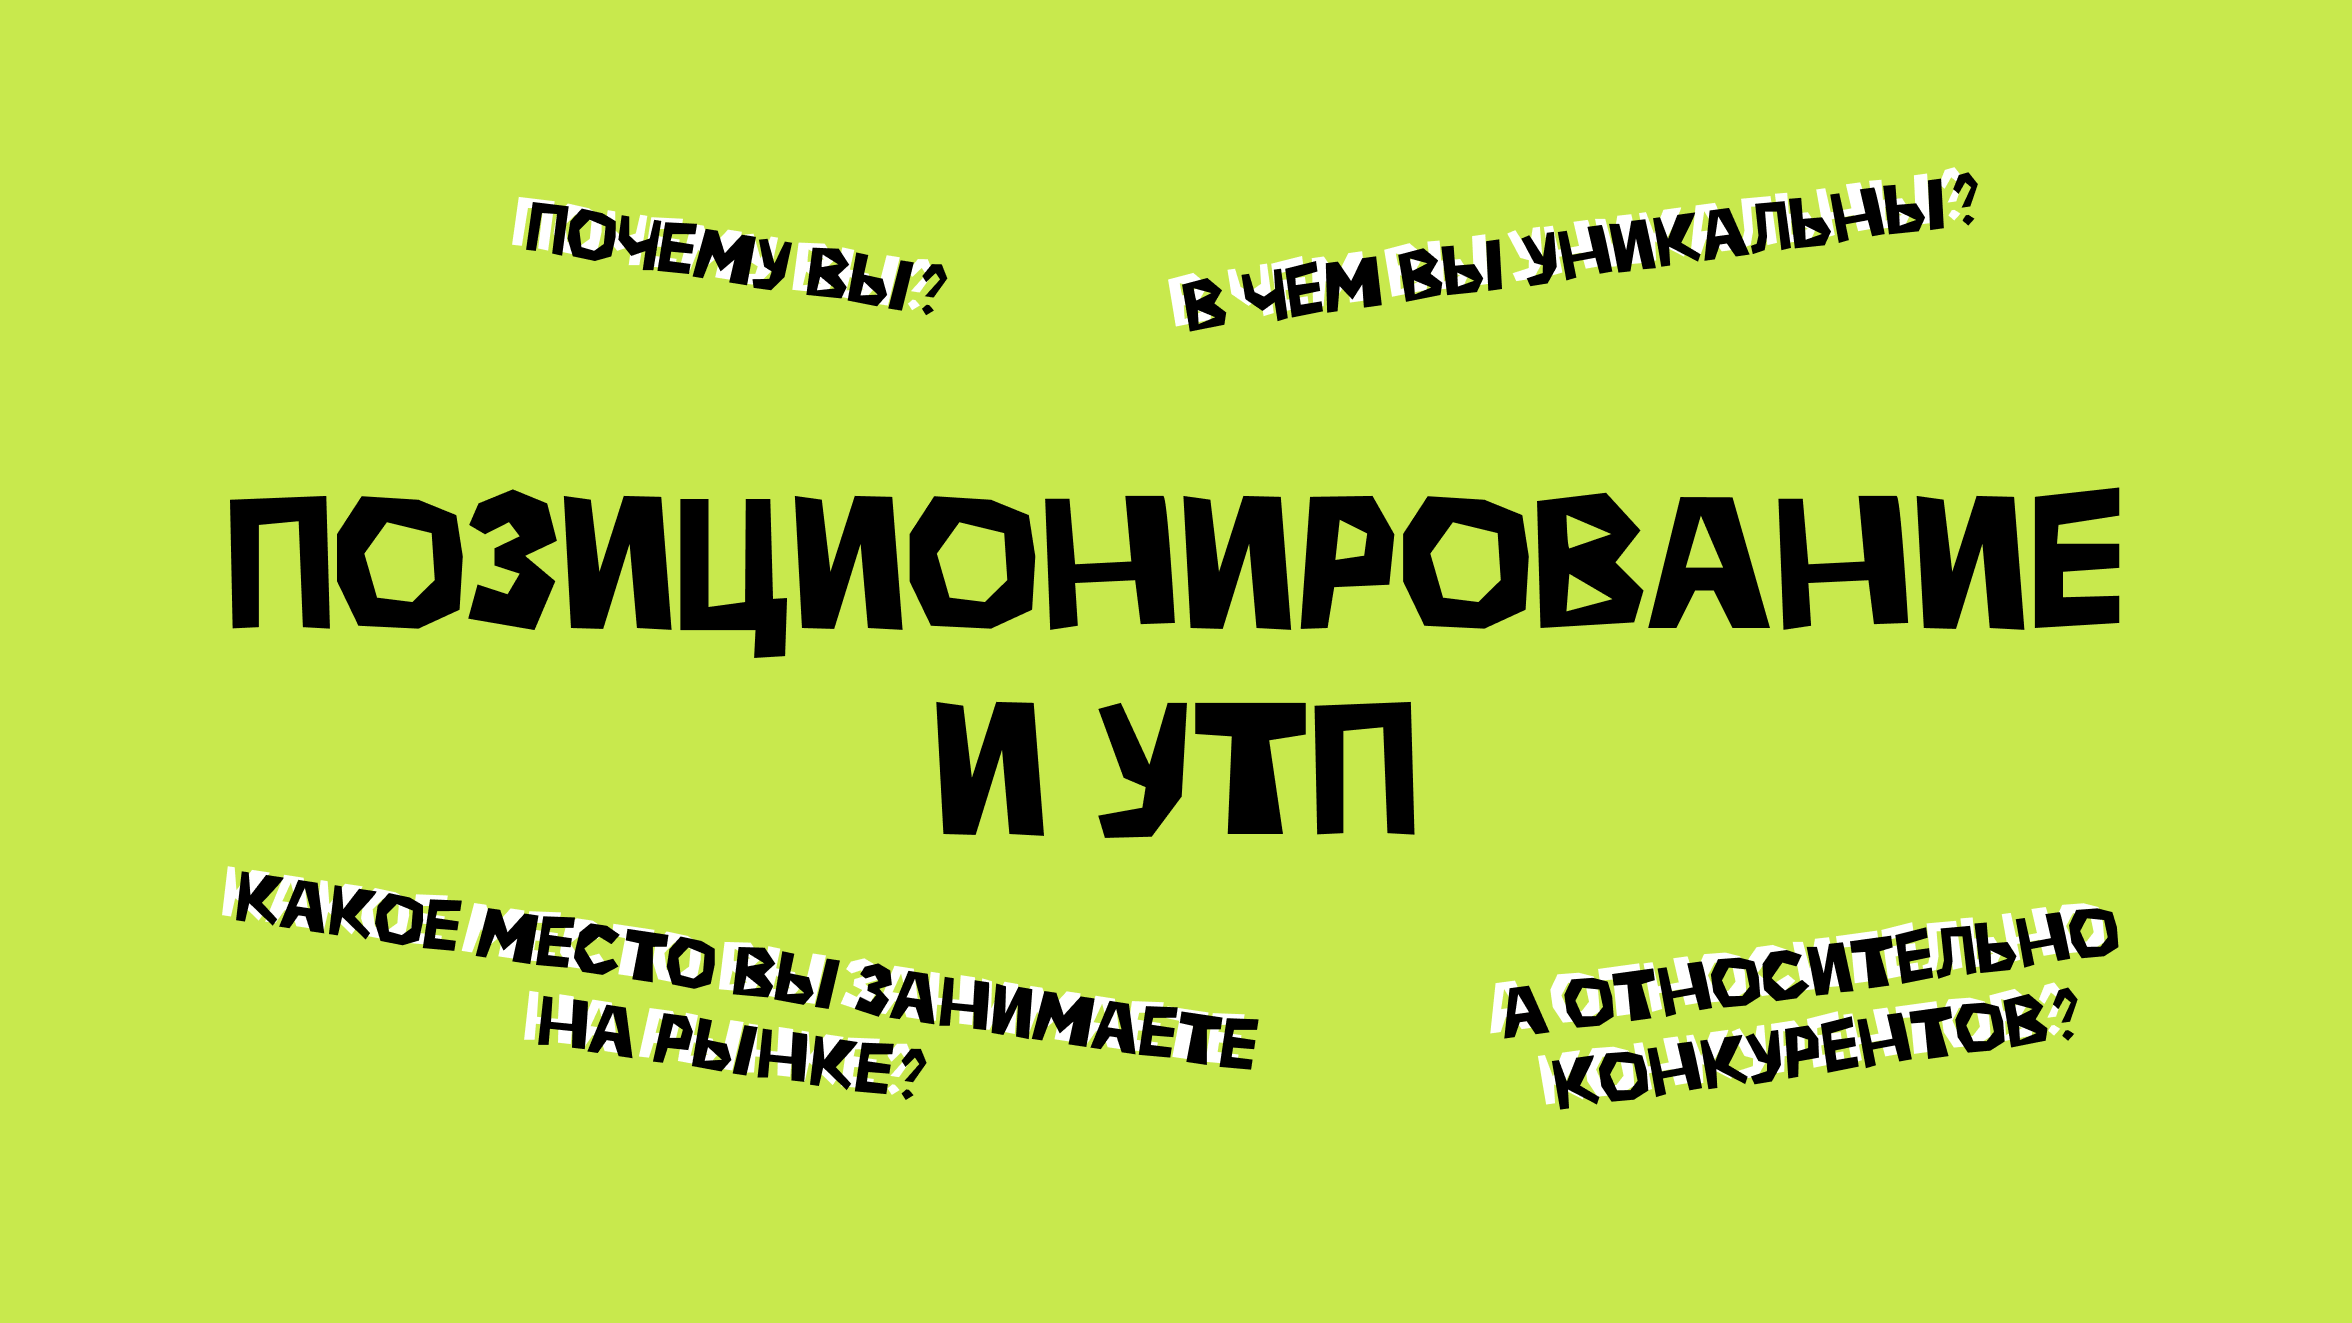 ПОЧЕМУ ВЫ?
В ЧЕМ ВЫ УНИКАЛЬНЫ?
ПОЗИЦИОНИРОВАНИЕ
И УТП
КАКОЕ МЕСТО ВЫ ЗАНИМАЕТЕ
НА РЫНКЕ?
А ОТНОСИТЕЛЬНО
КОНКУРЕНТОВ?